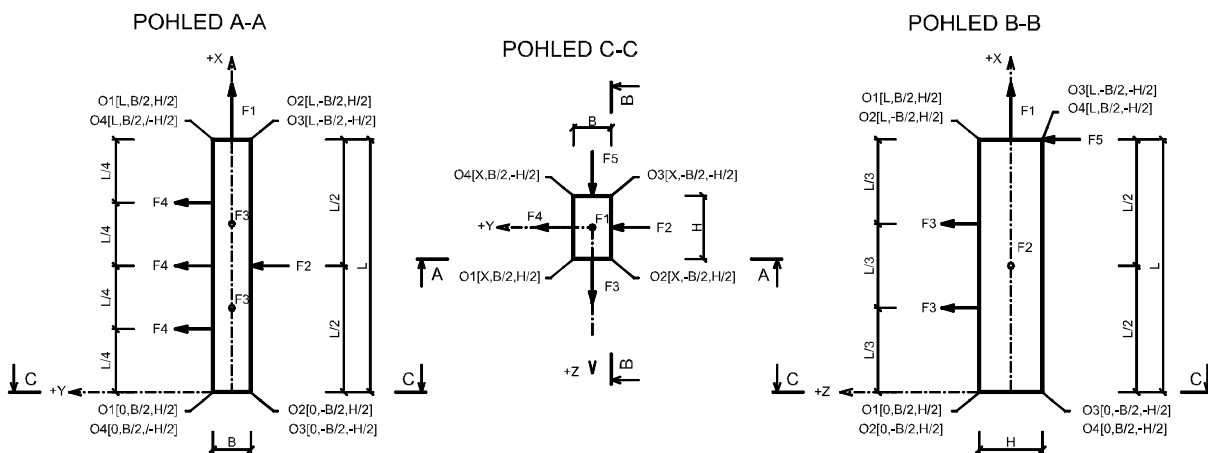 POHLED A-A
+X
O1[L,B/2,H/2]
O4[L,B/2,/-H/2]
F1
O2[L,-B/2,H/2]
O3[L,-B/2,-H/2]
L/4
L/4
L/4
L/4
F4
F4
F4
F3
F3
F2
L/2
L/2
L
C
+Y
C
O1[0,B/2,H/2]
O4[0,B/2,/-H/2]
O2[0,-B/2,H/2]
O3[0,-B/2,-H/2]
B
POHLED C-C
B
B
F5
O4[X,B/2,-H/2]
O3[X,-B/2,-H/2]
F4
F1
+Y
F2
H
A
O1[X,B/2,H/2]
O2[X,-B/2,H/2]
A
F3
+Z
B
POHLED B-B
+X
O1[L,B/2,H/2]
O2[L,-B/2,H/2]
F1
O3[L,-B/2,-H/2]
O4[L,B/2,-H/2]
F5
L/3
L/3
L/3
F3
F3
F2
L/2
L/2
L
C
+Z
C
O1[0,B/2,H/2]
O2[0,-B/2,H/2]
O3[0,-B/2,-H/2]
O4[0,B/2,-H/2]
H